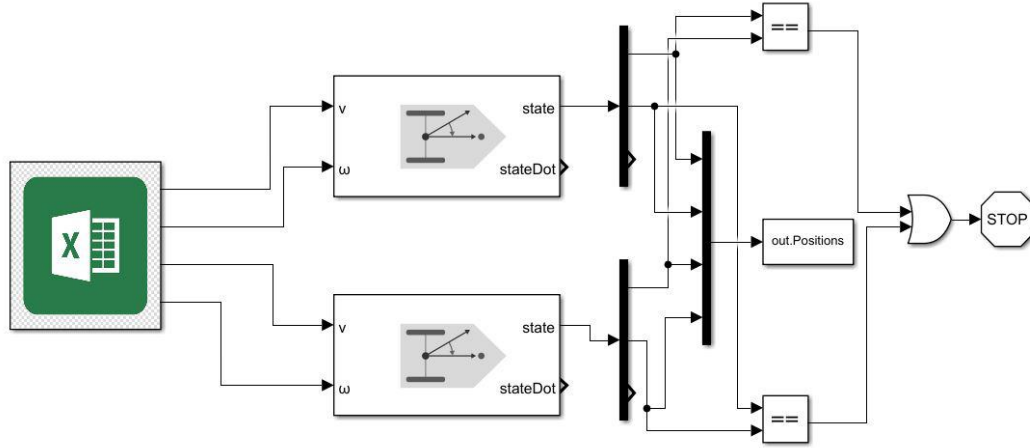 ==
v
state
ω
stateDot
X
out.Positions
STOP
v
state
ω
stateDot
==